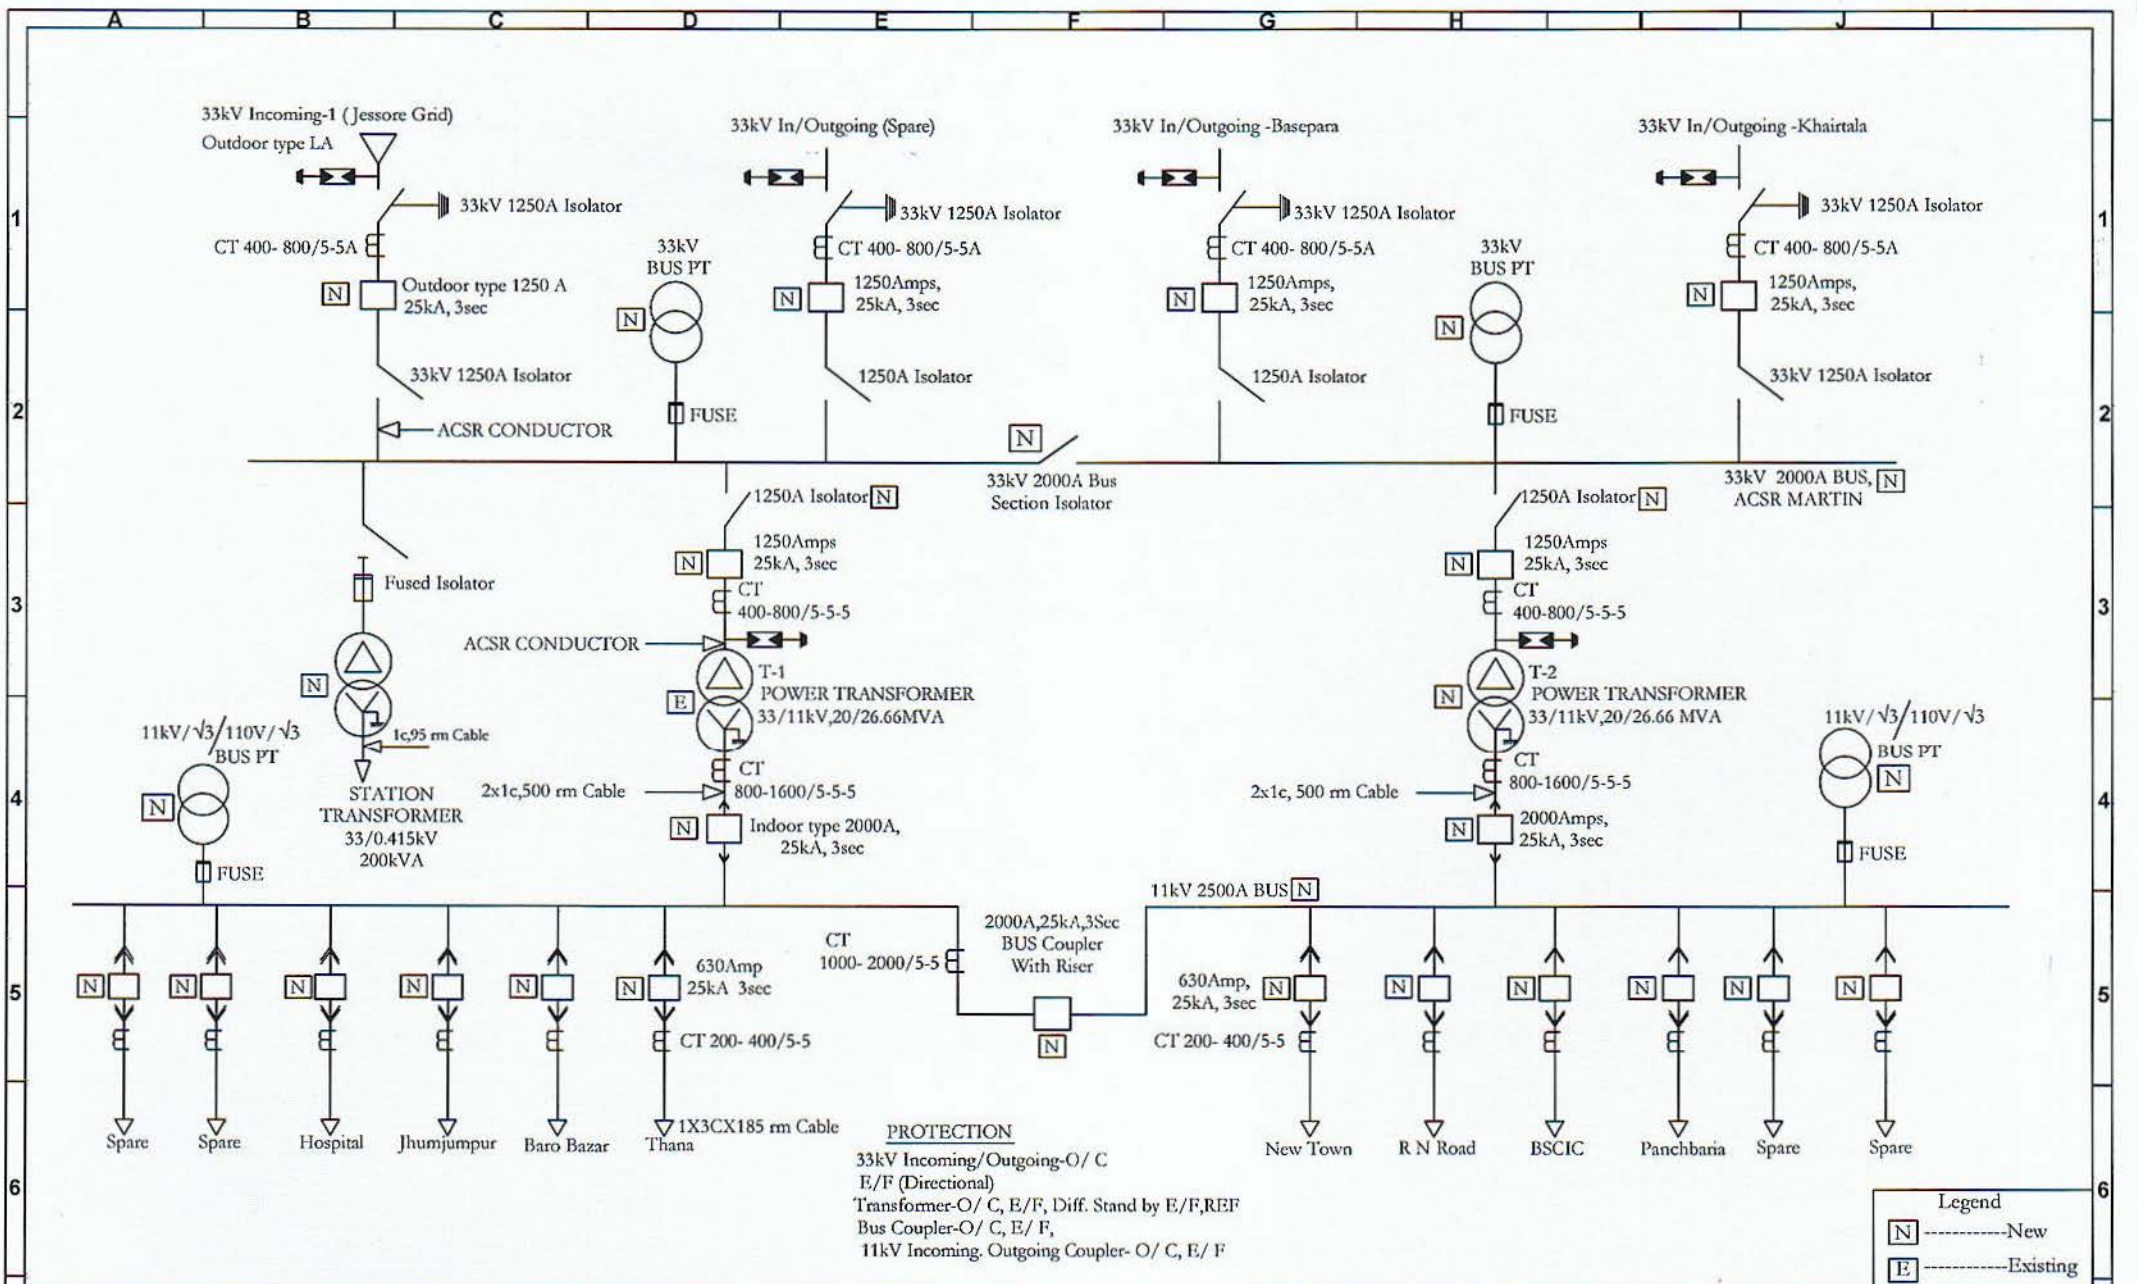 A B C D E F G H J
33kV Incoming-1 (Jessore Grid)
Outdoor type LA
33kV In/Outgoing (Spare)
33kV In/Outgoing -Basepara
33kV In/Outgoing -Khairtala
1
33kV 1250A Isolator
33kV 1250A Isolator
33kV 1250A Isolator
33kV 1250A Isolator
1
CT 400- 800/5-5A
33kV
BUS PT
CT 400- 800/5-5A
CT 400- 800/5-5A
33kV
BUS PT
CT 400- 800/5-5A
N
Outdoor type 1250 A
25kA, 3sec
N
N
1250Amps,
25kA, 3sec
N
1250Amps,
25kA, 3sec
N
N
1250Amps,
25kA, 3sec
33kV 1250A Isolator
1250A Isolator
1250A Isolator
33kV 1250A Isolator
2
ACSR CONDUCTOR
FUSE
N
FUSE
2
33kV 2000A Bus
Section Isolator
33kV 2000A BUS,
ACSR MARTIN
N
1250A Isolator N
1250A Isolator N
N
1250Amps
25kA, 3sec
N
1250Amps
25kA, 3sec
3
Fused Isolator
CT
400-800/5-5-5
CT
400-800/5-5-5
3
ACSR CONDUCTOR
N
T-1
E
POWER TRANSFORMER
33/11kV,20/26.66MVA
T-2
N
POWER TRANSFORMER
33/11kV,20/26.66 MVA
11kV/√3/110V/√3
BUS PT
1c,95 rm Cable
11kV/√3/110V/√3
BUS PT
N
4
N
STATION
TRANSFORMER
33/0.415kV
200kVA
2x1c,500 rm Cable
CT
800-1600/5-5-5
2x1c, 500 rm Cable
CT
800-1600/5-5-5
4
N
Indoor type 2000A,
25kA, 3sec
N
2000Amps,
25kA, 3sec
FUSE
FUSE
11kV 2500A BUS N
CT
1000- 2000/5-5
2000A,25kA,3Sec
BUS Coupler
With Riser
N
5
N
N
N
N
N
N
630Amp
25kA 3sec
630Amp,
25kA, 3sec
N
N
N
N
N
N
5
CT 200- 400/5-5
CT 200- 400/5-5
1X3CX185 rm Cable
Spare
Spare
Hospital
Jhumjumpur
Baro Bazar
Thana
New Town
R N Road
BSCIC
Panchbaria
Spare
Spare
PROTECTION
33kV Incoming/Outgoing-O/ C
E/F (Directional)
Transformer-O/ C, E/F, Diff. Stand by E/F,REF
Bus Coupler-O/ C, E/ F,
11kV Incoming. Outgoing Coupler- O/ C, E/ F
6
6
Legend
N -----------New
E -----------Existing